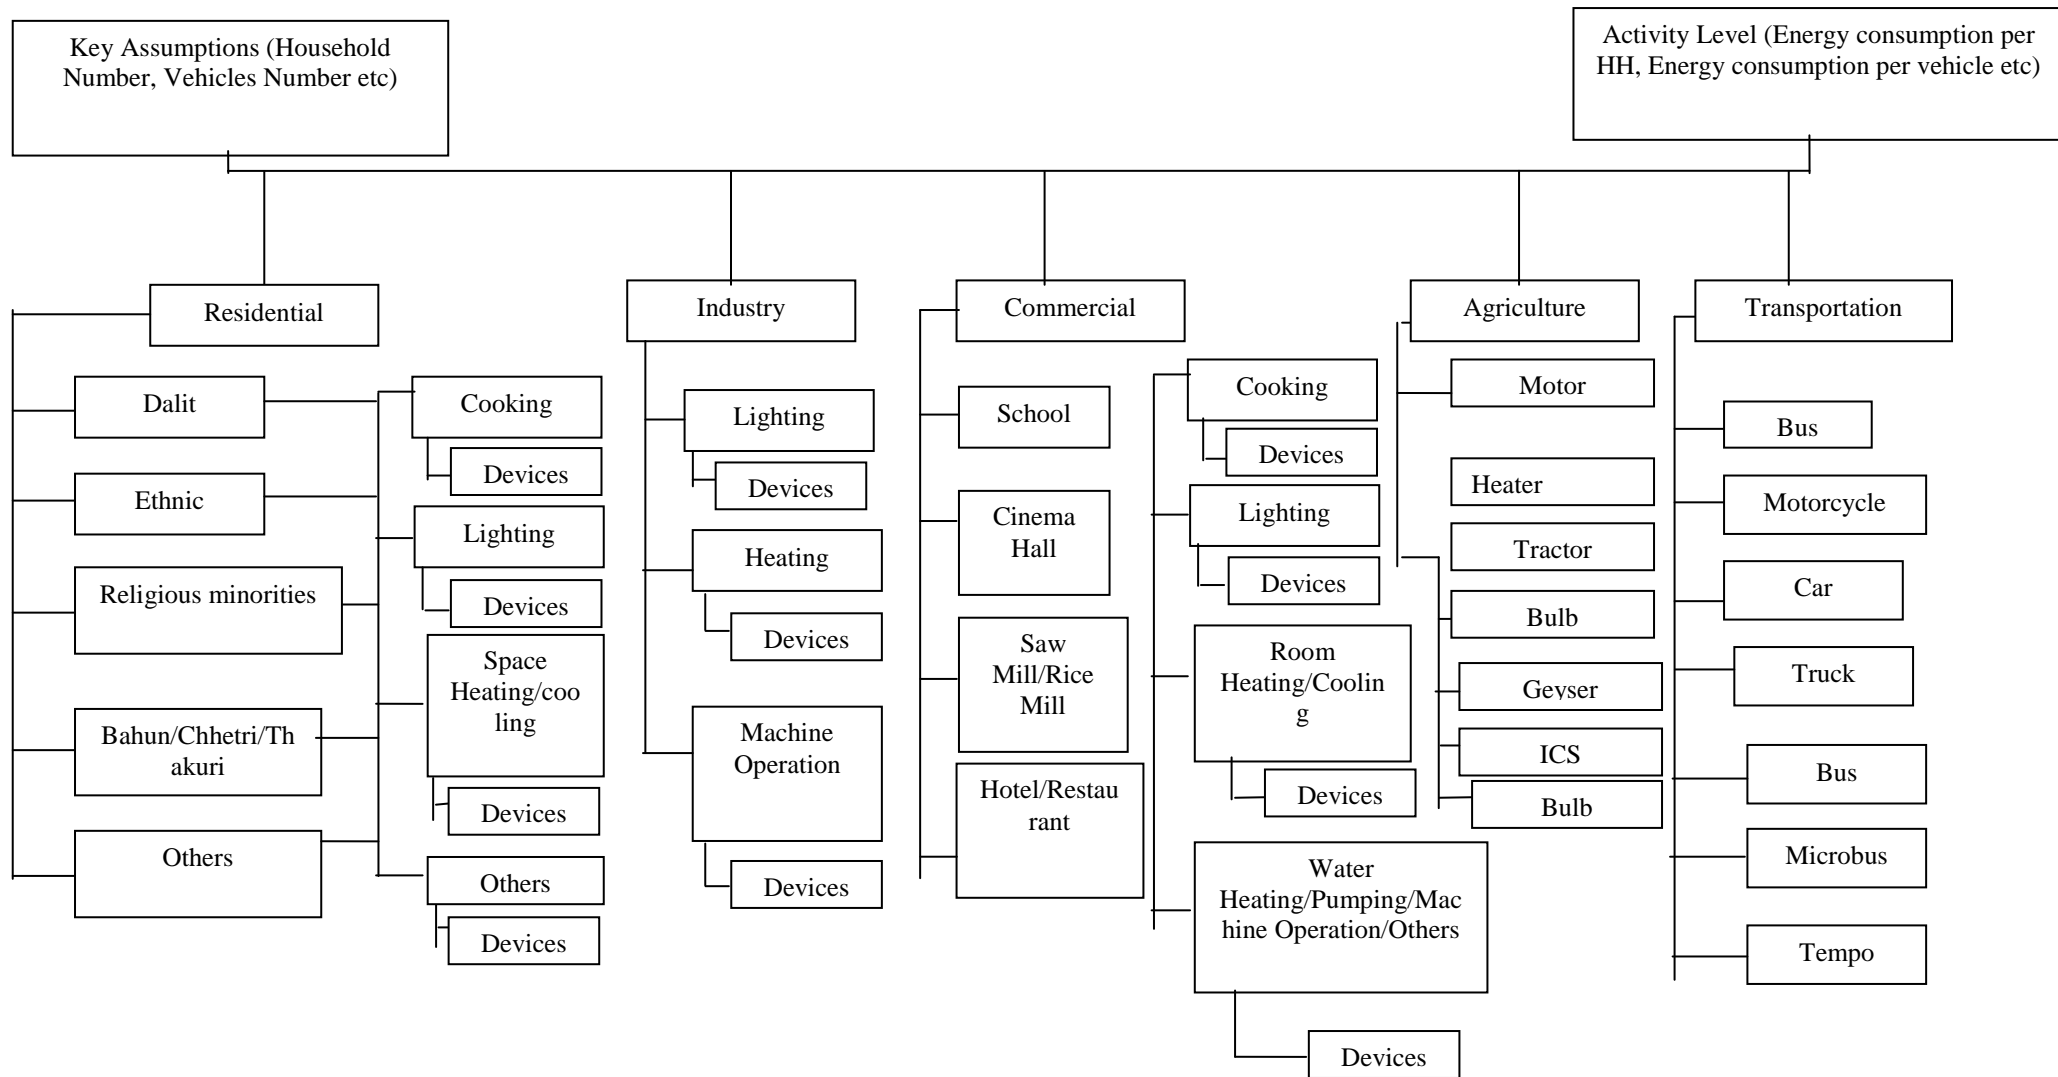 Key Assumptions (Household
Number, Vehicles Number etc)
Activity Level (Energy consumption per
HH, Energy consumption per vehicle etc)
Residential
Industry
Commercial
Agriculture
Transportation
Dalit
Ethnic
Religious minorities
Bahun/Chhetri/Th
akuri
Others
Cooking
Devices
Lighting
Devices
Space
Heating/coo
ling
Devices
Others
Devices
Lighting
Devices
Heating
Devices
Machine
Operation
Devices
School
Cinema
Hall
Saw
Mill/Rice
Mill
Hotel/Restau
rant
Cooking
Devices
Lighting
Devices
Room
Heating/Coolin
g
Devices
Water
Heating/Pumping/Mac
hine Operation/Others
Devices
Motor
Heater
Tractor
Bulb
Geyser
ICS
Bulb
Bus
Motorcycle
Car
Truck
Bus
Microbus
Tempo